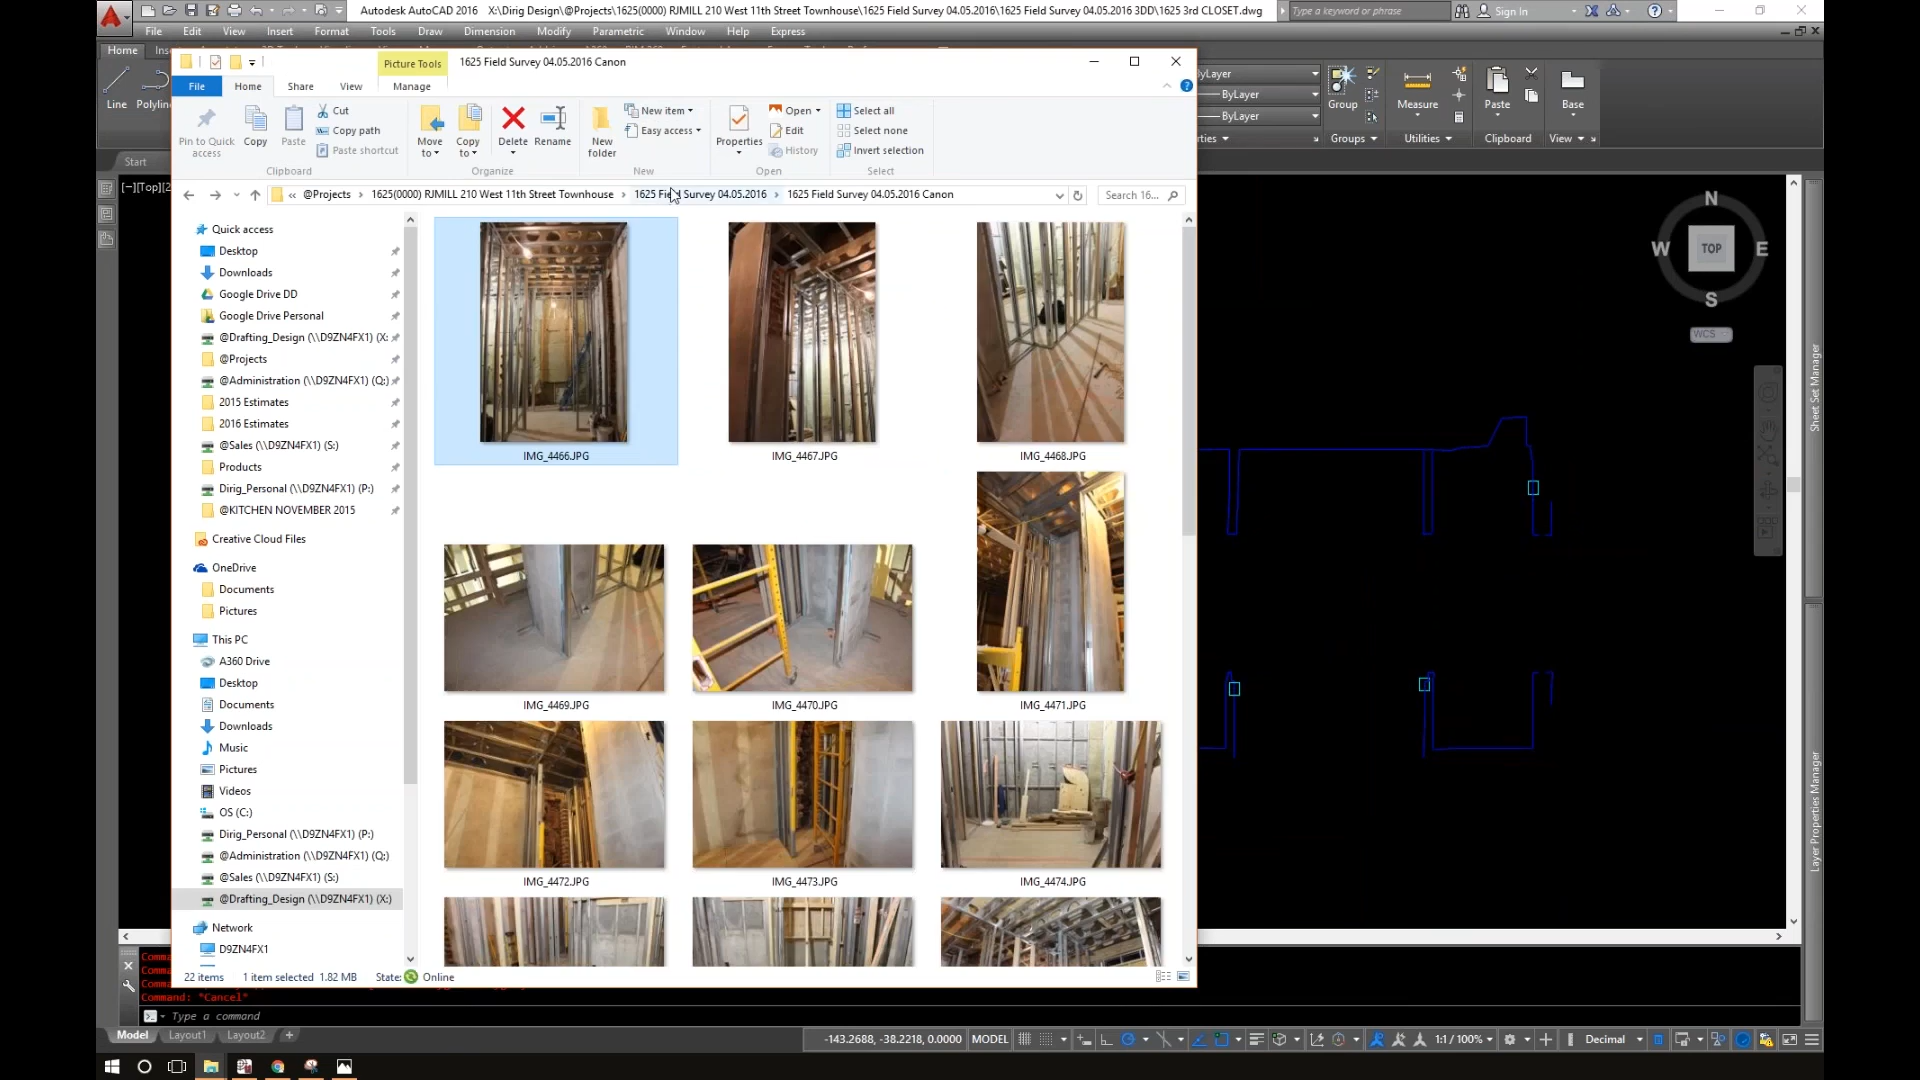 Autodesk AutoCAD 2016 X:\Dirig Design\@Projects\1625(0000) RJMILL 210 West 11th Street Townhouse\1625 Field Survey 04.05.2016\1625 Field Survey 04.05.2016 3DD\1625 3rd CLOSET.dwg
Type a keyword or phrase
Sign In
File Edit View Insert Format Tools Draw Dimension Modify Parametric Window Help Express
Home
Line
Start
[−][Top]
Picture Tools
1625 Field Survey 04.05.2016 Canon
File Home Share View Manage
Pin to Quick access
Copy
Paste
Cut
Copy path
Paste shortcut
Clipboard
Move to
Copy to
Delete
Rename
Organize
New folder
New item
Easy access
New
Properties
Open
Edit
History
Open
Select all
Select none
Invert selection
Select
@Projects 1625(0000) RJMILL 210 West 11th Street Townhouse 1625 Field Survey 04.05.2016 1625 Field Survey 04.05.2016 Canon
Search 16...
Quick access
Desktop
Downloads
Google Drive DD
Google Drive Personal
@Drafting_Design (\\D9ZN4FX1) (X:
@Projects
@Administration (\\D9ZN4FX1) (Q:)
2015 Estimates
2016 Estimates
@Sales (\\D9ZN4FX1) (S:)
Products
Dirig_Personal (\\D9ZN4FX1) (P:)
@KITCHEN NOVEMBER 2015
Creative Cloud Files
OneDrive
Documents
Pictures
This PC
A360 Drive
Desktop
Documents
Downloads
Music
Pictures
Videos
OS (C:)
Dirig_Personal (\\D9ZN4FX1) (P:)
@Administration (\\D9ZN4FX1) (Q:)
@Sales (\\D9ZN4FX1) (S:)
@Drafting_Design (\\D9ZN4FX1) (X:)
Network
D9ZN4FX1
IMG_4466.JPG
IMG_4467.JPG
IMG_4468.JPG
IMG_4469.JPG
IMG_4470.JPG
IMG_4471.JPG
IMG_4472.JPG
IMG_4473.JPG
IMG_4474.JPG
22 items 1 item selected 1.82 MB State: Online
ByLayer
ByLayer
Group
Groups
Measure
Utilities
Paste
Clipboard
Base
View
N
W TOP E
S
WCS
Sheet Set Manager
Layer Properties Manager
Command: *Cancel*
Type a command
Model Layout1 Layout2 +
-143.2688, -38.2218, 0.0000 MODEL
1:1 / 100%
Decimal